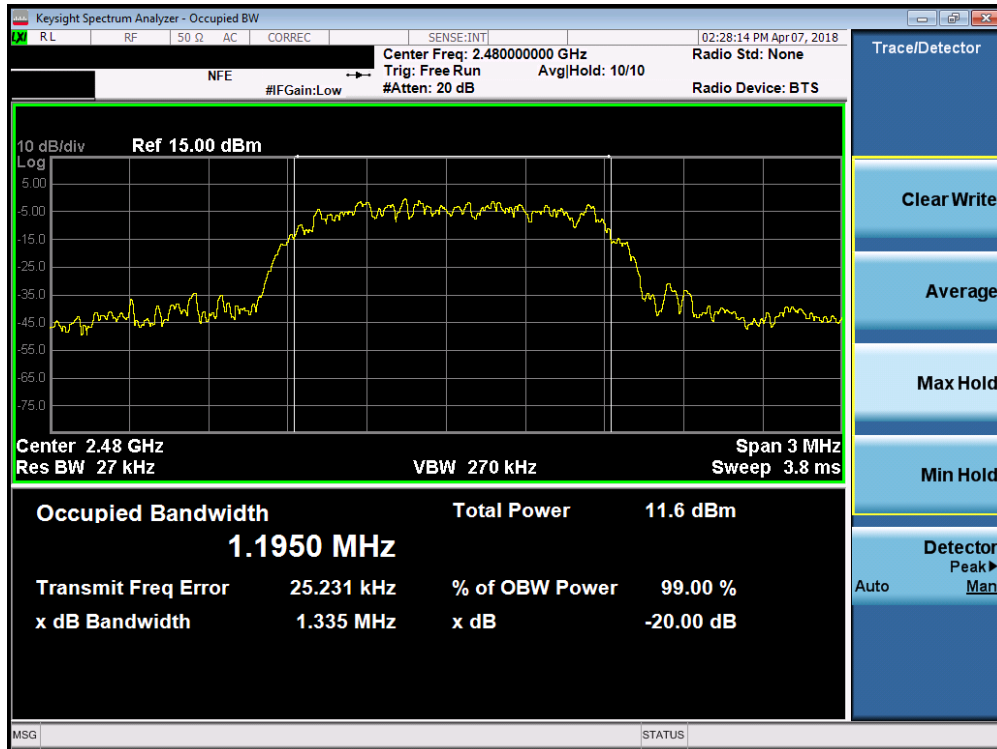 Keysight Spectrum Analyzer - Occupied BW
LXI RL RF 50 Ω AC CORREC SENSE:INT 02:28:14 PM Apr 07, 2018
Center Freq: 2.480000000 GHz Radio Std: None
NFE Trig: Free Run Avg|Hold: 10/10
#IFGain:Low #Atten: 20 dB Radio Device: BTS
10 dB/div Ref 15.00 dBm
Log
5.00
-5.00
-15.0
-25.0
-35.0
-45.0
-55.0
-65.0
-75.0
Center 2.48 GHz Span 3 MHz
Res BW 27 kHz VBW 270 kHz Sweep 3.8 ms
Occupied Bandwidth Total Power 11.6 dBm
1.1950 MHz
Transmit Freq Error 25.231 kHz % of OBW Power 99.00 %
x dB Bandwidth 1.335 MHz x dB -20.00 dB
Trace/Detector
Clear Write
Average
Max Hold
Min Hold
Detector
Peak▶
Auto Man
MSG STATUS